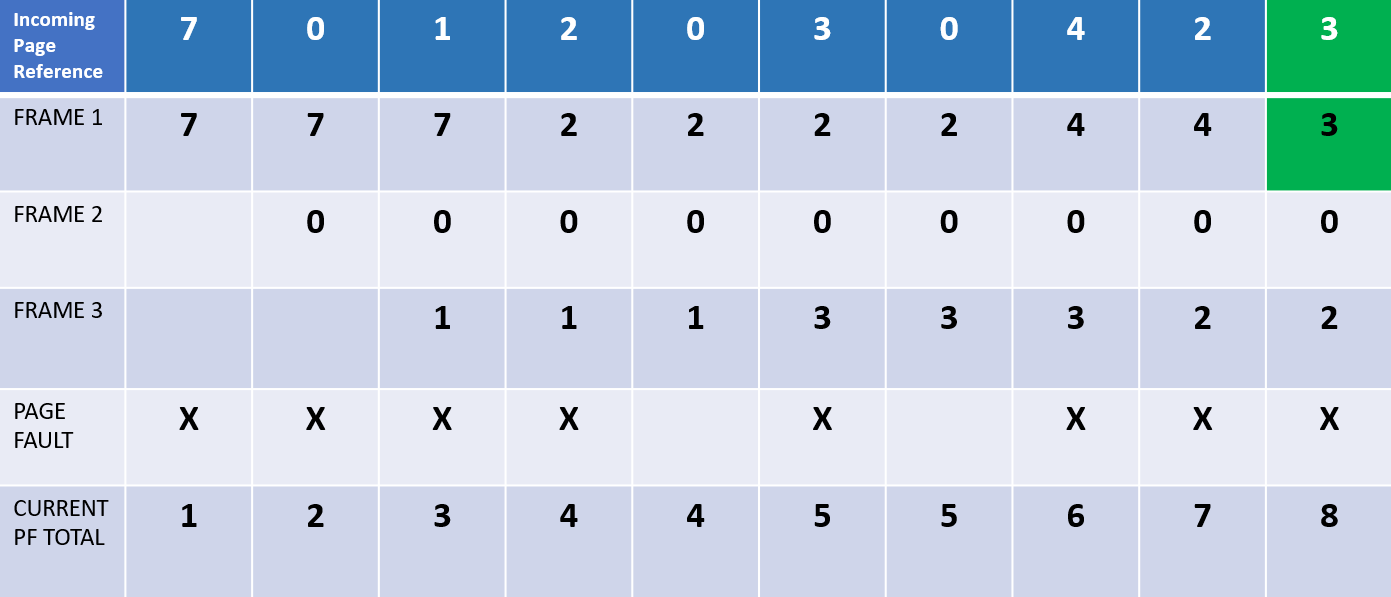 Incoming Page Reference 7 0 1 2 0 3 0 4 2 3
FRAME 1 7 7 7 2 2 2 2 4 4 3
FRAME 2 0 0 0 0 0 0 0 0 0
FRAME 3 1 1 1 3 3 3 2 2
PAGE FAULT X X X X X X X X
CURRENT PF TOTAL 1 2 3 4 4 5 5 6 7 8